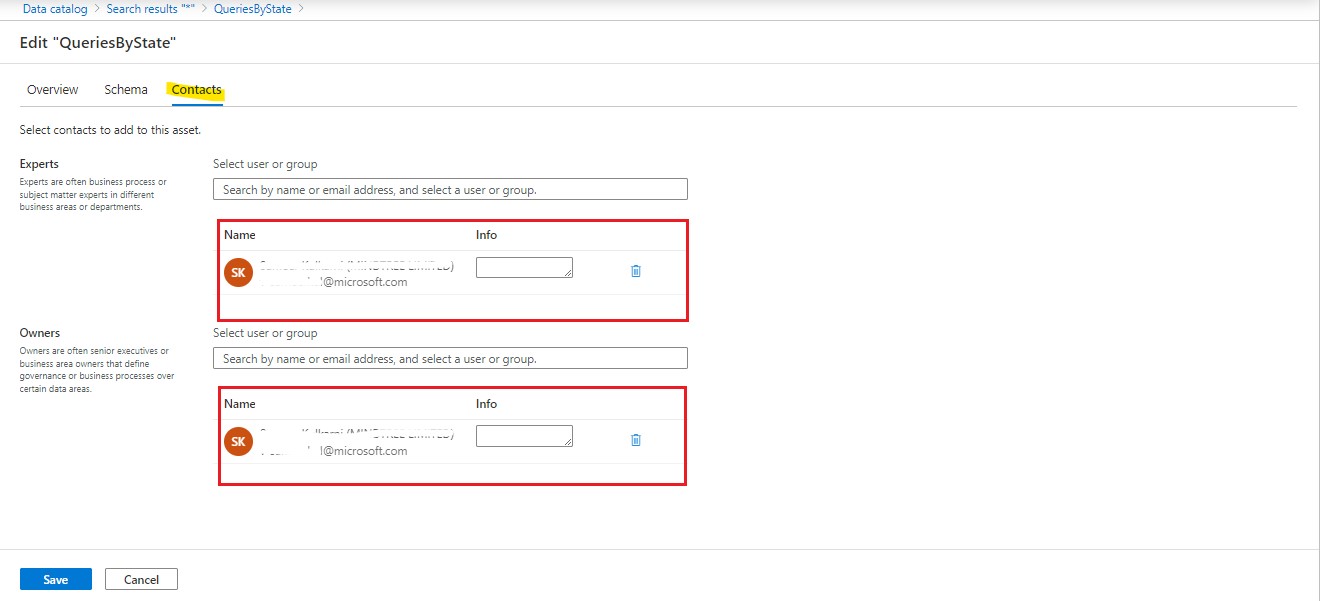 Data catalog > Search results "*" > QueriesByState >
Edit "QueriesByState"
Overview Schema Contacts
Select contacts to add to this asset.
Experts
Experts are often business process or
subject matter experts in different
business areas or departments.
Select user or group
Search by name or email address, and select a user or group.
Name Info
SK
@microsoft.com
Owners
Owners are often senior executives or
business area owners that define
governance or business processes over
certain data areas.
Select user or group
Search by name or email address, and select a user or group.
Name Info
SK
@microsoft.com
Save Cancel